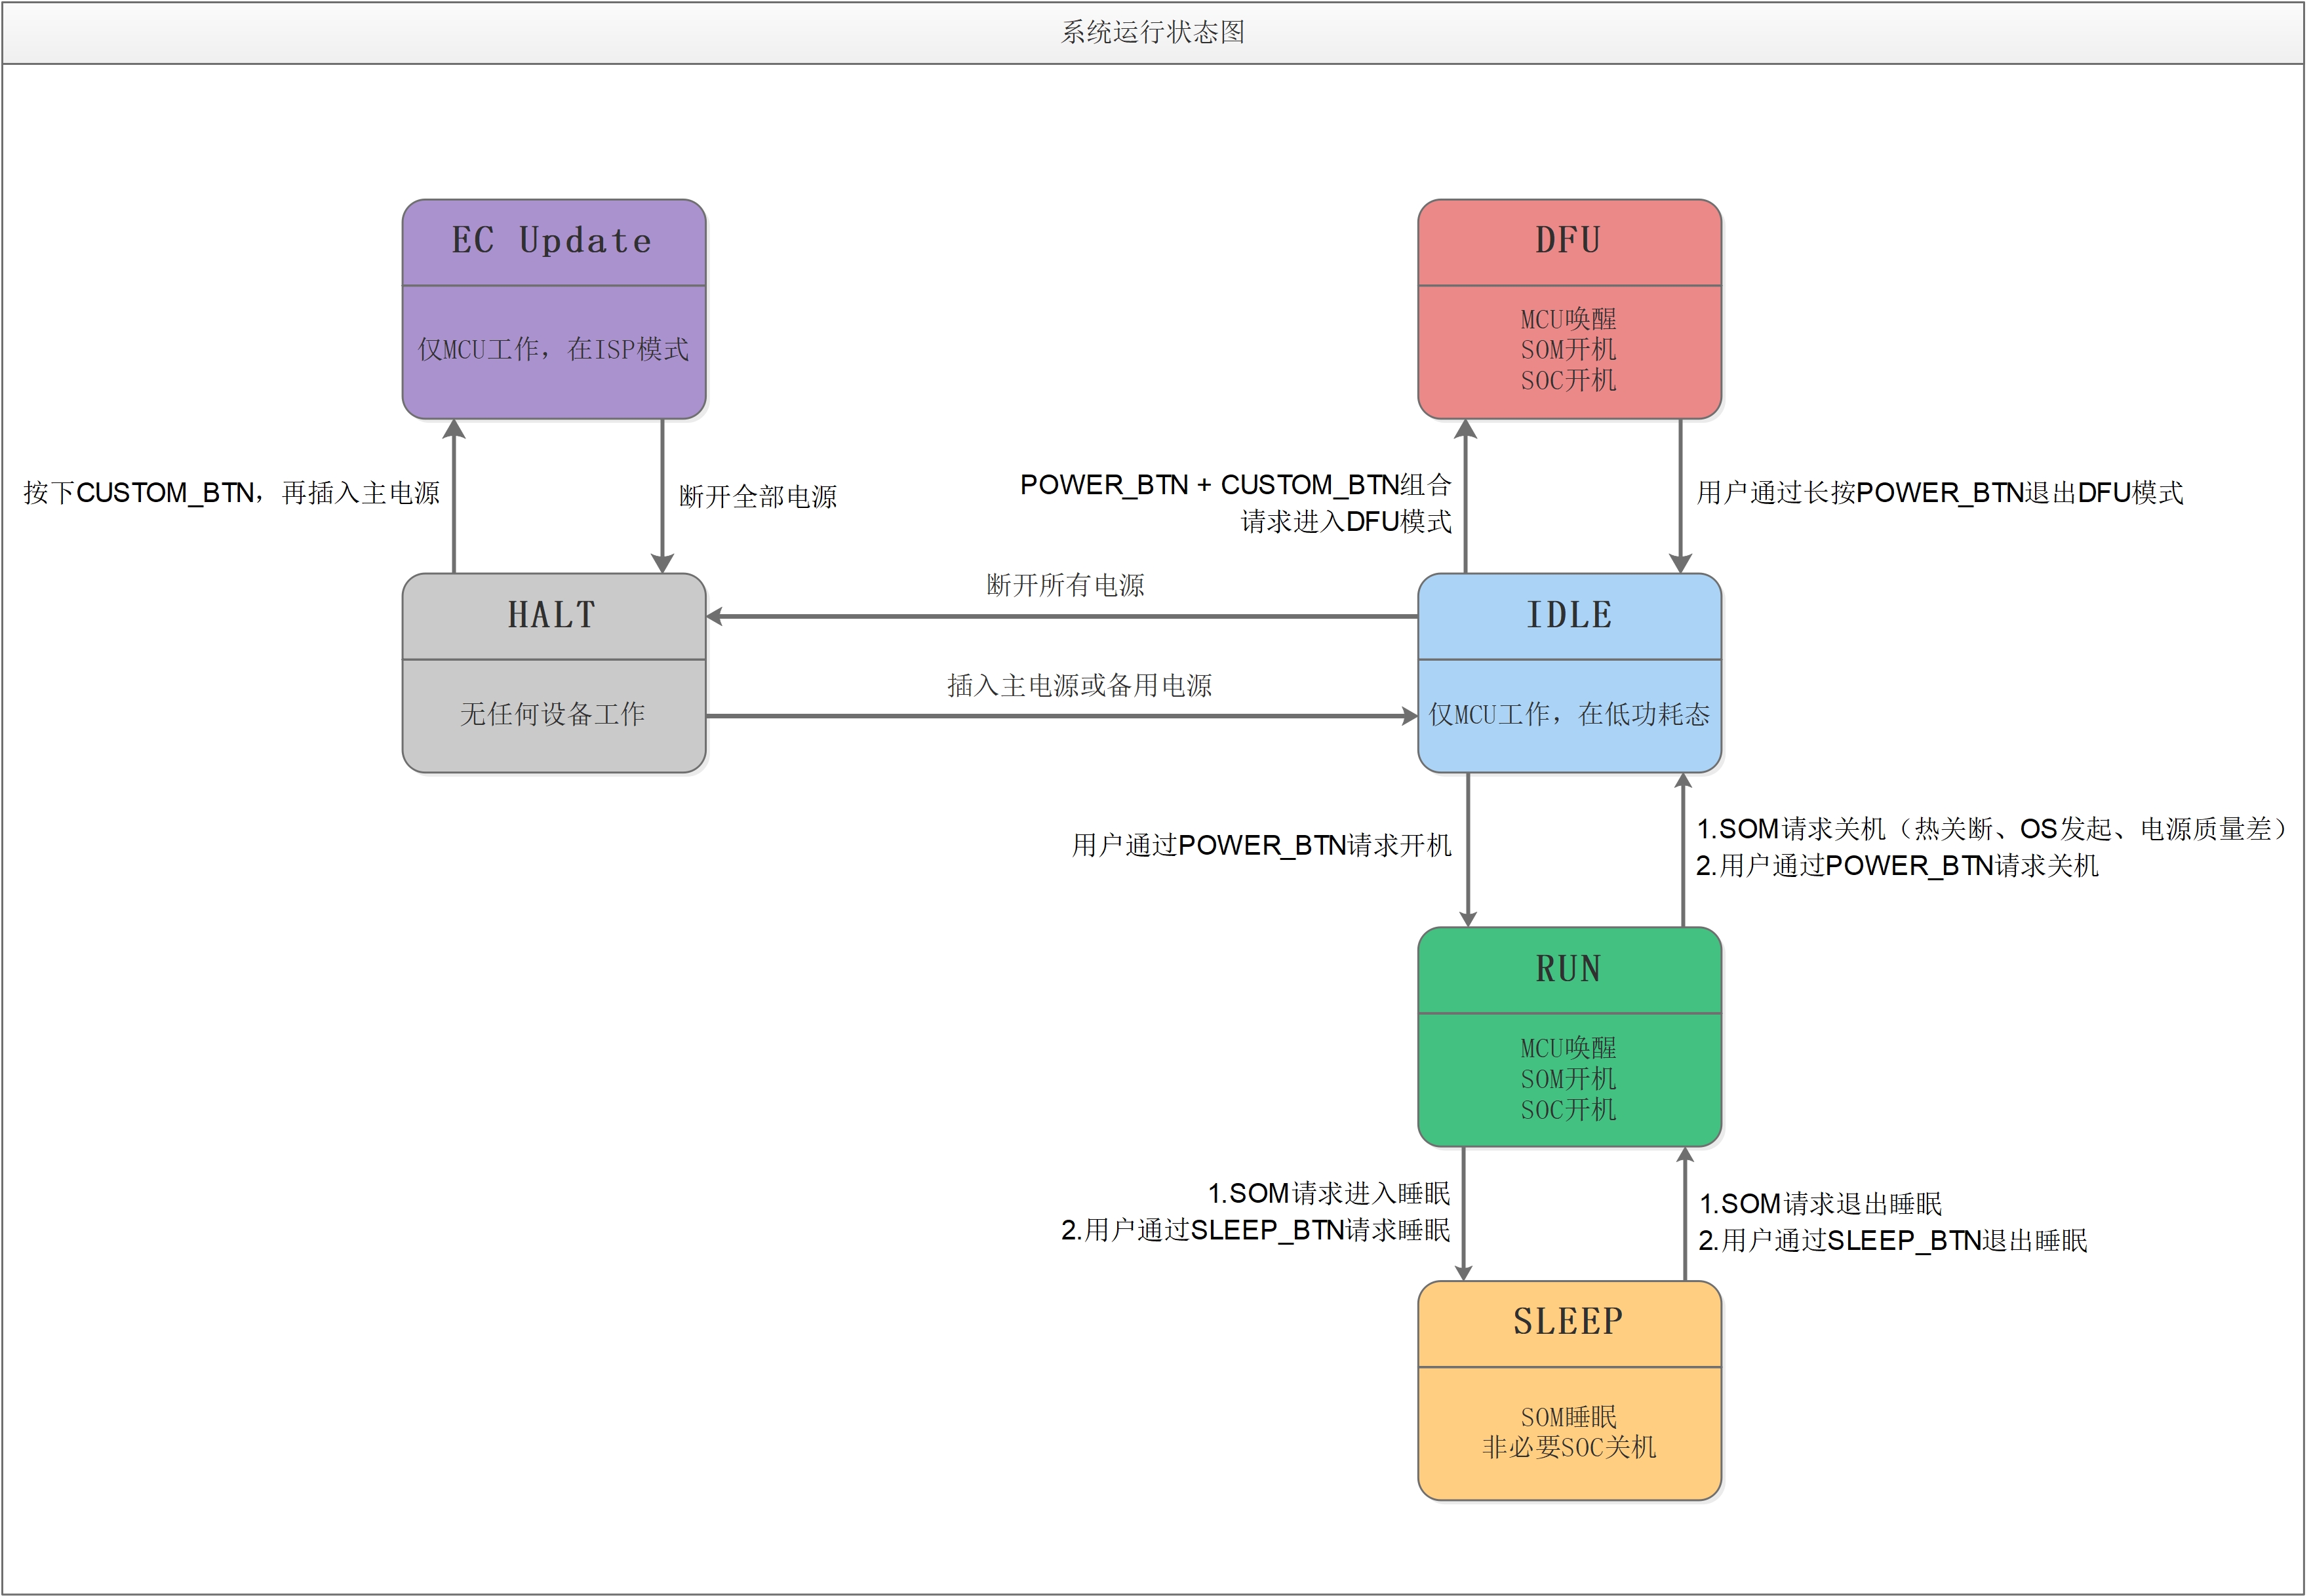 系统运行状态图
EC Update
仅MCU工作，在ISP模式
DFU
MCU唤醒
SOM开机
SOC开机
按下CUSTOM_BTN，再插入主电源
断开全部电源
POWER_BTN + CUSTOM_BTN组合
请求进入DFU模式
用户通过长按POWER_BTN退出DFU模式
HALT
无任何设备工作
断开所有电源
插入主电源或备用电源
IDLE
仅MCU工作，在低功耗态
用户通过POWER_BTN请求开机
1.SOM请求关机（热关断、OS发起、电源质量差）
2.用户通过POWER_BTN请求关机
RUN
MCU唤醒
SOM开机
SOC开机
1.SOM请求进入睡眠
2.用户通过SLEEP_BTN请求睡眠
1.SOM请求退出睡眠
2.用户通过SLEEP_BTN退出睡眠
SLEEP
SOM睡眠
非必要SOC关机